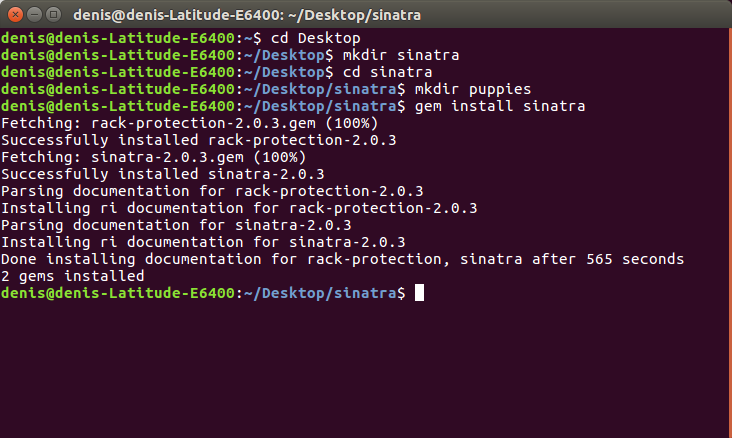 denis@denis-Latitude-E6400: ~/Desktop/sinatra
denis@denis-Latitude-E6400:~$ cd Desktop
denis@denis-Latitude-E6400:~/Desktop$ mkdir sinatra
denis@denis-Latitude-E6400:~/Desktop$ cd sinatra
denis@denis-Latitude-E6400:~/Desktop/sinatra$ mkdir puppies
denis@denis-Latitude-E6400:~/Desktop/sinatra$ gem install sinatra
Fetching: rack-protection-2.0.3.gem (100%)
Successfully installed rack-protection-2.0.3
Fetching: sinatra-2.0.3.gem (100%)
Successfully installed sinatra-2.0.3
Parsing documentation for rack-protection-2.0.3
Installing ri documentation for rack-protection-2.0.3
Parsing documentation for sinatra-2.0.3
Installing ri documentation for sinatra-2.0.3
Done installing documentation for rack-protection, sinatra after 565 seconds
2 gems installed
denis@denis-Latitude-E6400:~/Desktop/sinatra$